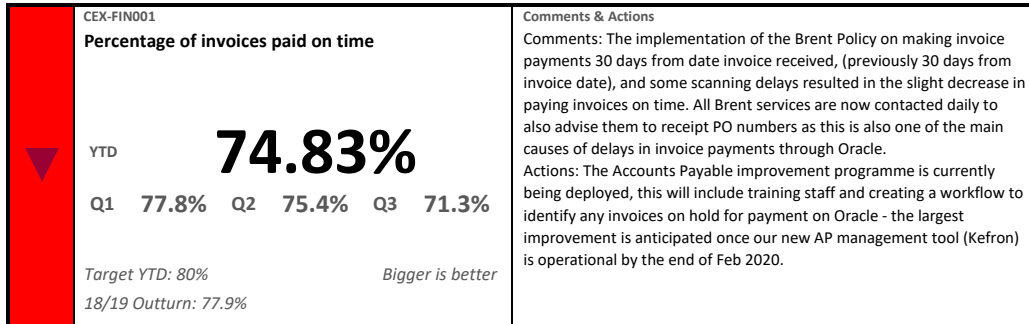 CEX-FIN001
Percentage of invoices paid on time
YTD 74.83%
Q1 77.8% Q2 75.4% Q3 71.3%
Target YTD: 80% Bigger is better
18/19 Outturn: 77.9%
Comments & Actions
Comments: The implementation of the Brent Policy on making invoice
payments 30 days from date invoice received, (previously 30 days from
invoice date), and some scanning delays resulted in the slight decrease in
paying invoices on time. All Brent services are now contacted daily to
also advise them to receipt PO numbers as this is also one of the main
causes of delays in invoice payments through Oracle.
Actions: The Accounts Payable improvement programme is currently
being deployed, this will include training staff and creating a workflow to
identify any invoices on hold for payment on Oracle - the largest
improvement is anticipated once our new AP management tool (Kefron)
is operational by the end of Feb 2020.